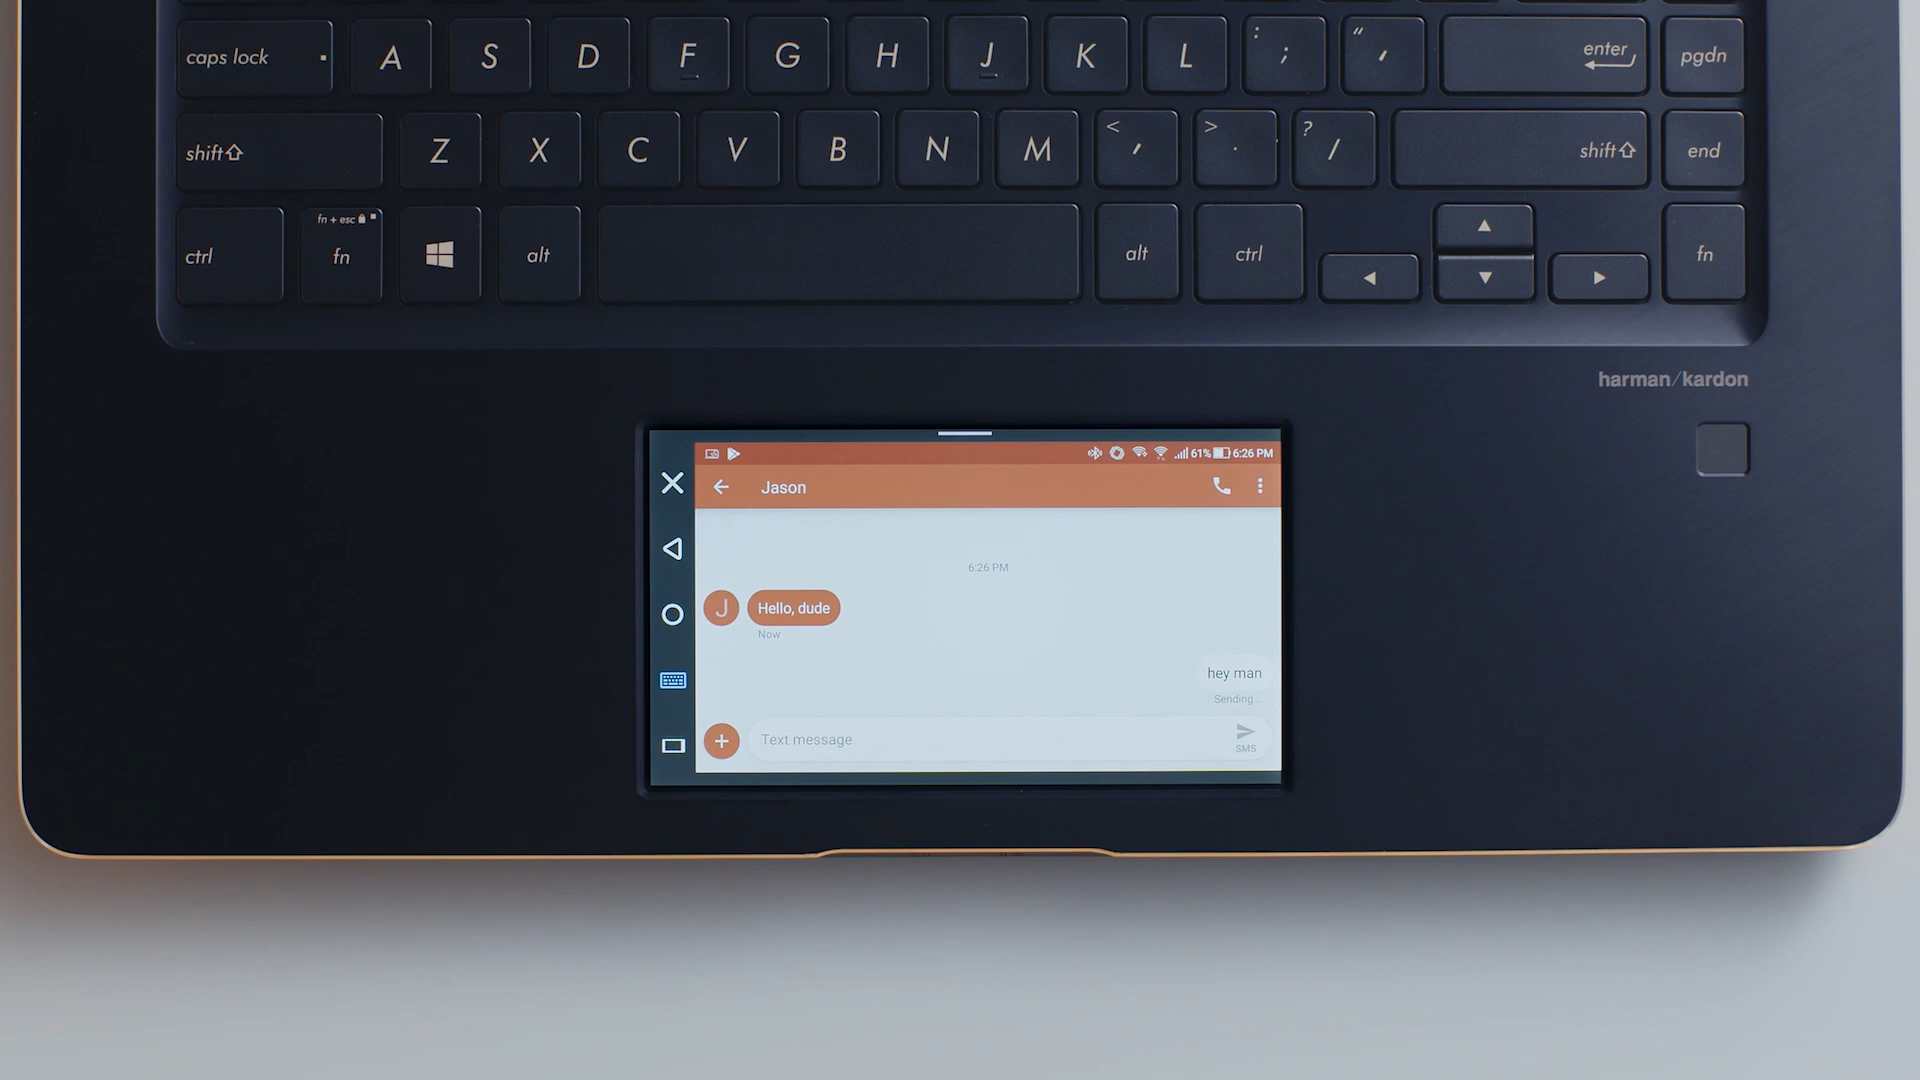 caps lock A S D F G H J K L : ; “ ‘ enter pgdn
shift Z X C V B N M < , > . ? / shift end
fn + esc
ctrl fn alt alt ctrl fn
harman/kardon
61% 6:26 PM
Jason
6:26 PM
J Hello, dude
Now
hey man
Sending...
+ Text message
SMS